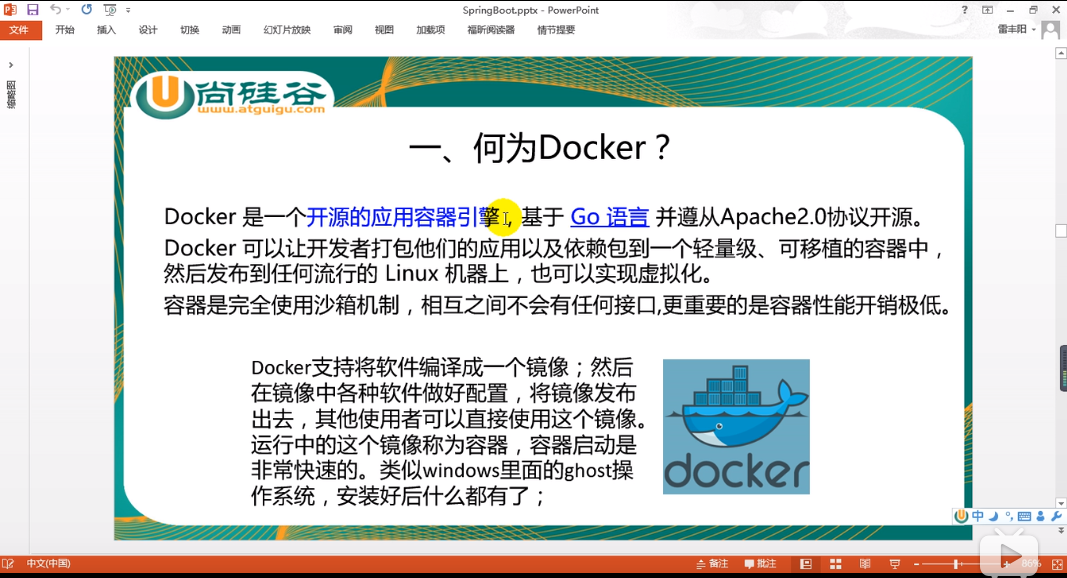 SpringBoot.pptx - PowerPoint
文件 开始 插入 设计 切换 动画 幻灯片放映 审阅 视图 加载项 福昕阅读器 情节提要 雷丰阳
缩略图
尚硅谷
www.atguigu.com
一、何为Docker？
Docker 是一个开源的应用容器引擎，基于 Go 语言 并遵从Apache2.0协议开源。
Docker 可以让开发者打包他们的应用以及依赖包到一个轻量级、可移植的容器中，
然后发布到任何流行的 Linux 机器上，也可以实现虚拟化。
容器是完全使用沙箱机制，相互之间不会有任何接口,更重要的是容器性能开销极低。
Docker支持将软件编译成一个镜像；然后
在镜像中各种软件做好配置，将镜像发布
出去，其他使用者可以直接使用这个镜像。
运行中的这个镜像称为容器，容器启动是
非常快速的。类似windows里面的ghost操
作系统，安装好后什么都有了；
docker
中
中文(中国) 备注 批注 86%